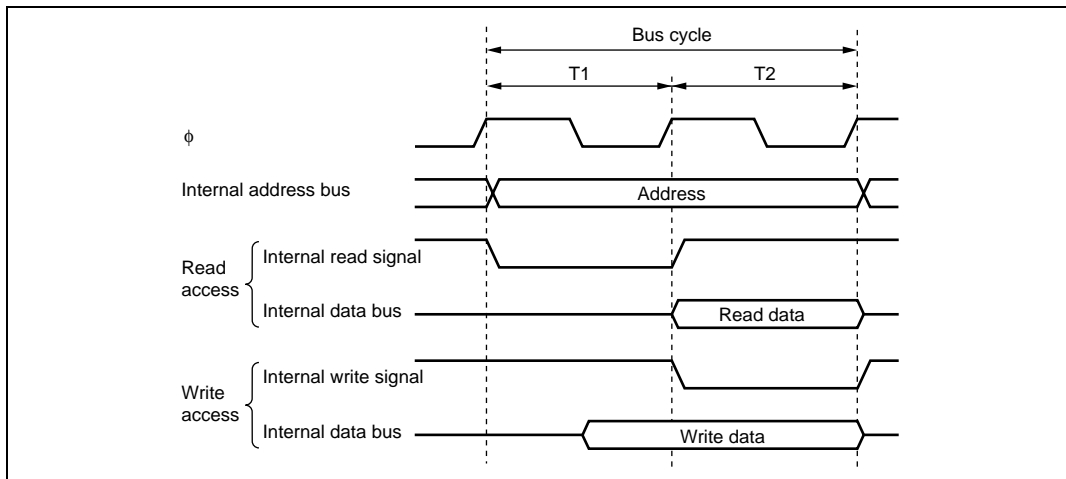 Bus cycle
T1
T2
ϕ
Internal address bus
Address
Read
access
Internal read signal
Internal data bus
Read data
Write
access
Internal write signal
Internal data bus
Write data